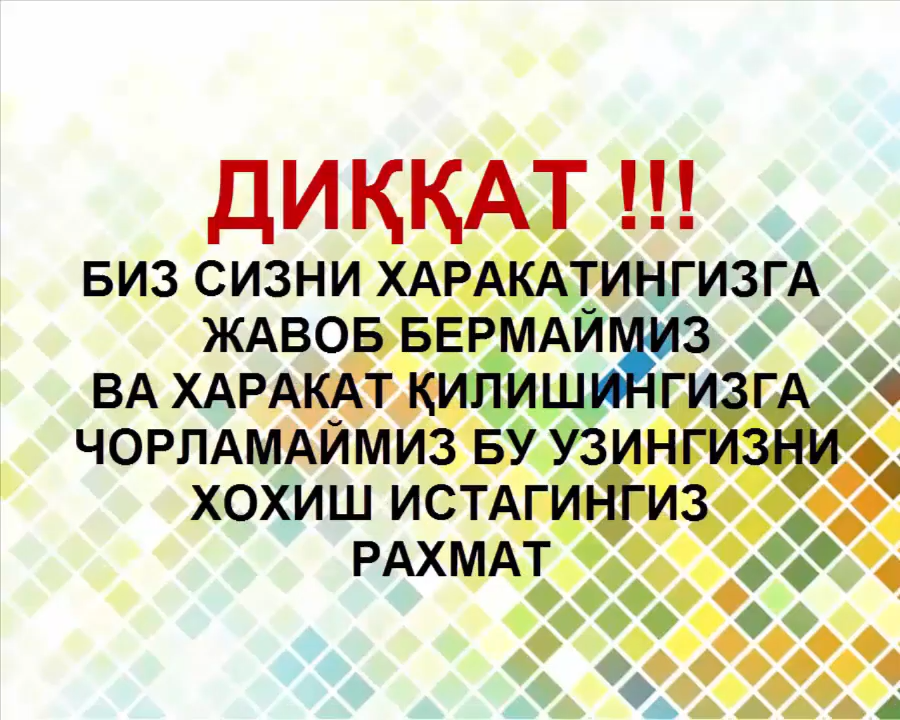 ДИҚҚАТ !!!
БИЗ СИЗНИ ХАРАКАТИНГИЗГА
ЖАВОБ БЕРМАЙМИЗ
ВА ХАРАКАТ ҚИЛИШИНГИЗГА
ЧОРЛАМАЙМИЗ БУ УЗИНГИЗНИ
ХОХИШ ИСТАГИНГИЗ
РАХМАТ